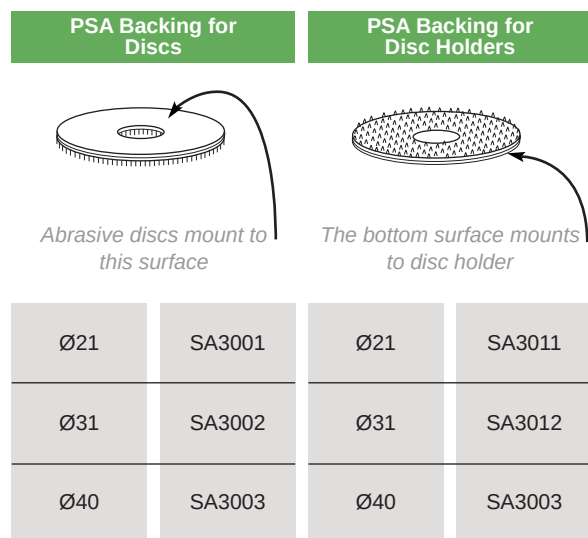 PSA Backing for
Discs
PSA Backing for
Disc Holders
Abrasive discs mount to
this surface
The bottom surface mounts
to disc holder
Ø21 SA3001 Ø21 SA3011
Ø31 SA3002 Ø31 SA3012
Ø40 SA3003 Ø40 SA3003